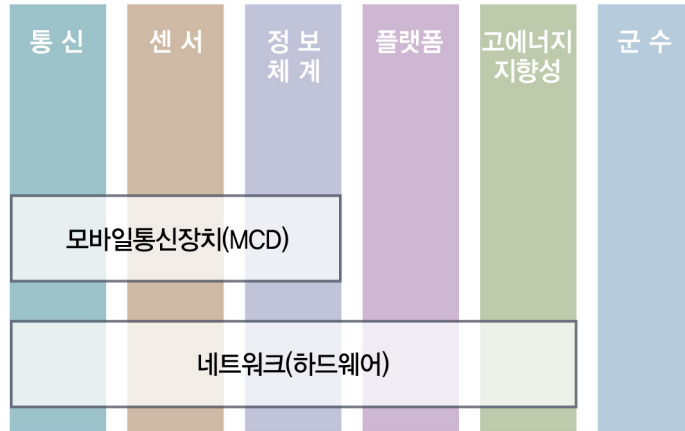 통 신
센 서
정 보
체 계
플랫폼
고에너지
지향성
군 수
모바일통신장치(MCD)
네트워크(하드웨어)